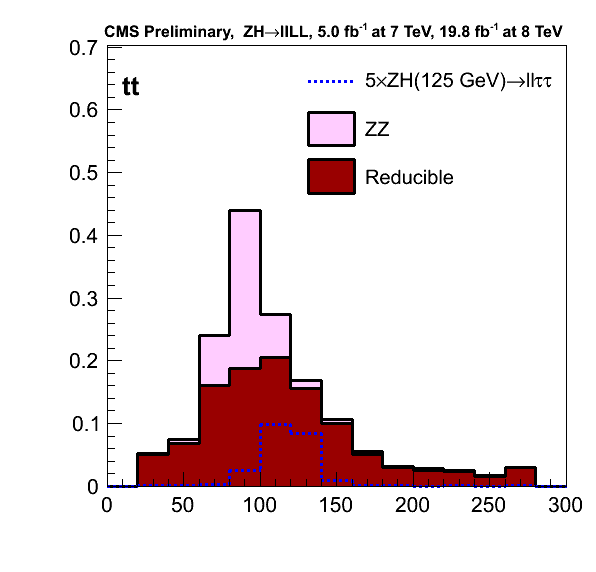 CMS Preliminary, ZH→llLL, 5.0 fb⁻¹ at 7 TeV, 19.8 fb⁻¹ at 8 TeV
0.7
tt
5×ZH(125 GeV)→llττ
0.6
ZZ
0.5
Reducible
0.4
0.3
0.2
0.1
0
0 50 100 150 200 250 300